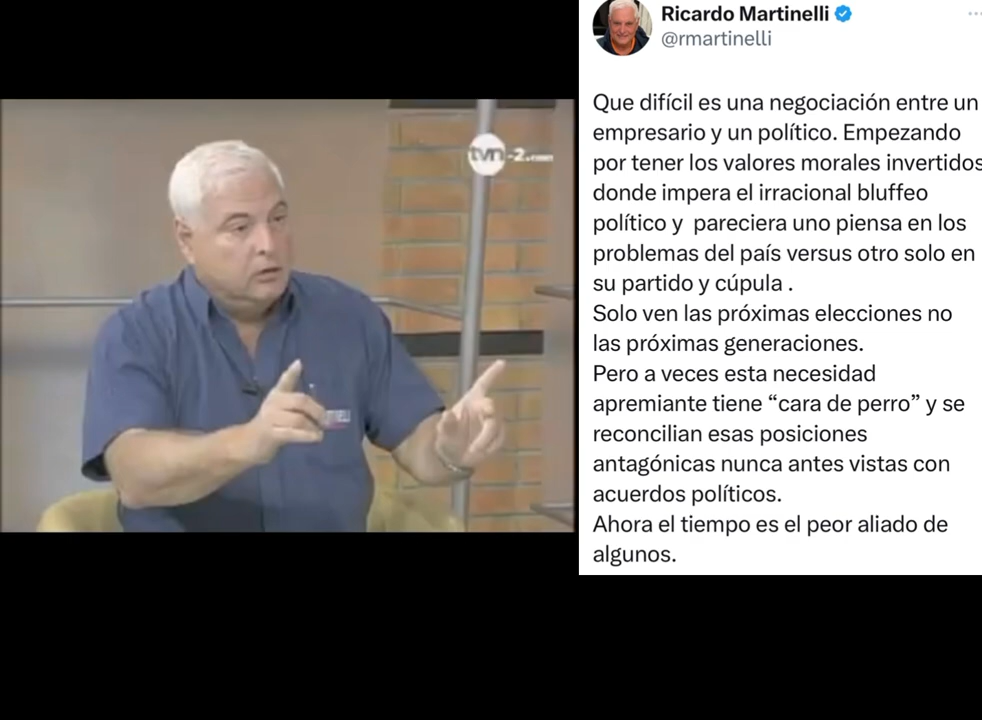 tvn-2.com
Ricardo Martinelli
@rmartinelli
Que difícil es una negociación entre un
empresario y un político. Empezando
por tener los valores morales invertidos
donde impera el irracional bluffeo
político y  pareciera uno piensa en los
problemas del país versus otro solo en
su partido y cúpula .
Solo ven las próximas elecciones no
las próximas generaciones.
Pero a veces esta necesidad
apremiante tiene “cara de perro” y se
reconcilian esas posiciones
antagónicas nunca antes vistas con
acuerdos políticos.
Ahora el tiempo es el peor aliado de
algunos.